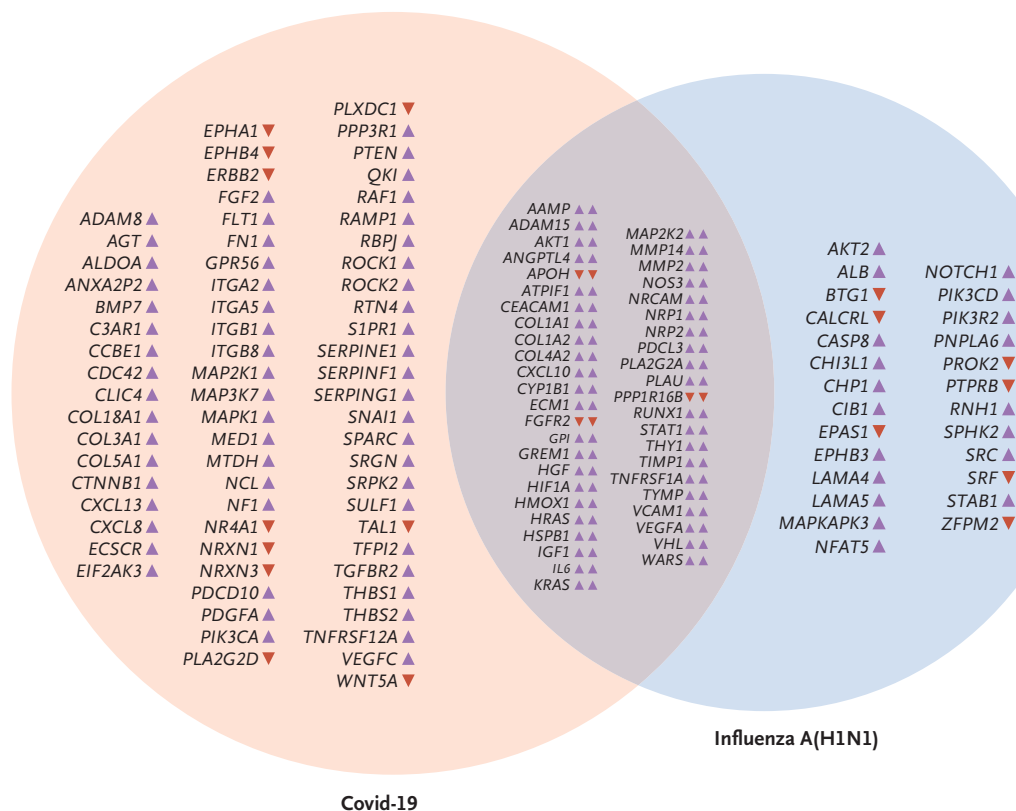 ADAM8
AGT
ALDOA
ANXA2P2
BMP7
C3AR1
CCBE1
CDC42
CLIC4
COL18A1
COL3A1
COL5A1
CTNNB1
CXCL13
CXCL8
ECSCR
EIF2AK3
EPHA1
EPHB4
ERBB2
FGF2
FLT1
FN1
GPR56
ITGA2
ITGA5
ITGB1
ITGB8
MAP2K1
MAP3K7
MAPK1
MED1
MTDH
NCL
NF1
NR4A1
NRXN1
NRXN3
PDCD10
PDGFA
PIK3CA
PLA2G2D
PLXDC1
PPP3R1
PTEN
QKI
RAF1
RAMP1
RBPJ
ROCK1
ROCK2
RTN4
S1PR1
SERPINE1
SERPINF1
SERPING1
SNAI1
SPARC
SRGN
SRPK2
SULF1
TAL1
TFPI2
TGFBR2
THBS1
THBS2
TNFRSF12A
VEGFC
WNT5A
AAMP
ADAM15
AKT1
ANGPTL4
APOH
ATPIF1
CEACAM1
COL1A1
COL1A2
COL4A2
CXCL10
CYP1B1
ECM1
FGFR2
GPI
GREM1
HGF
HIF1A
HMOX1
HRAS
HSPB1
IGF1
IL6
KRAS
MAP2K2
MMP14
MMP2
NOS3
NRCAM
NRP1
NRP2
PDCL3
PLA2G2A
PLAU
PPP1R16B
RUNX1
STAT1
THY1
TIMP1
TNFRSF1A
TYMP
VCAM1
VEGFA
VHL
WARS
AKT2
ALB
BTG1
CALCRL
CASP8
CHI3L1
CHP1
CIB1
EPAS1
EPHB3
LAMA4
LAMA5
MAPKAPK3
NFAT5
NOTCH1
PIK3CD
PIK3R2
PNPLA6
PROK2
PTPRB
RNH1
SPHK2
SRC
SRF
STAB1
ZFPM2
Influenza A(H1N1)
Covid-19